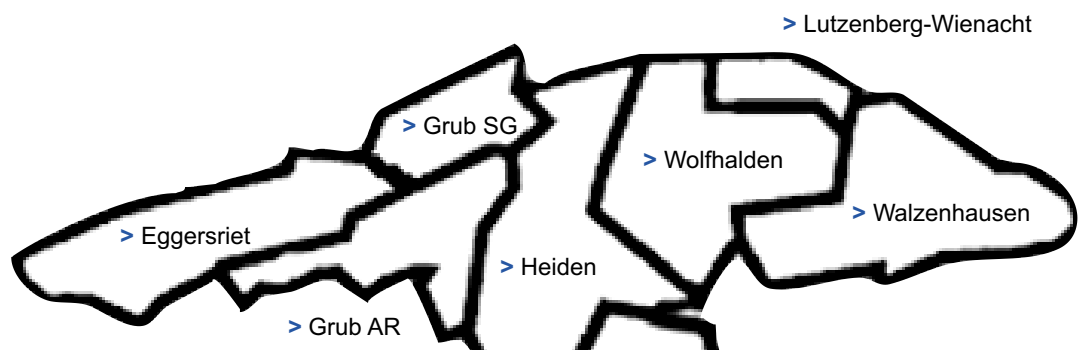 > Lutzenberg-Wienacht
> Grub SG
> Wolfhalden
> Walzenhausen
> Eggersriet
> Heiden
> Grub AR